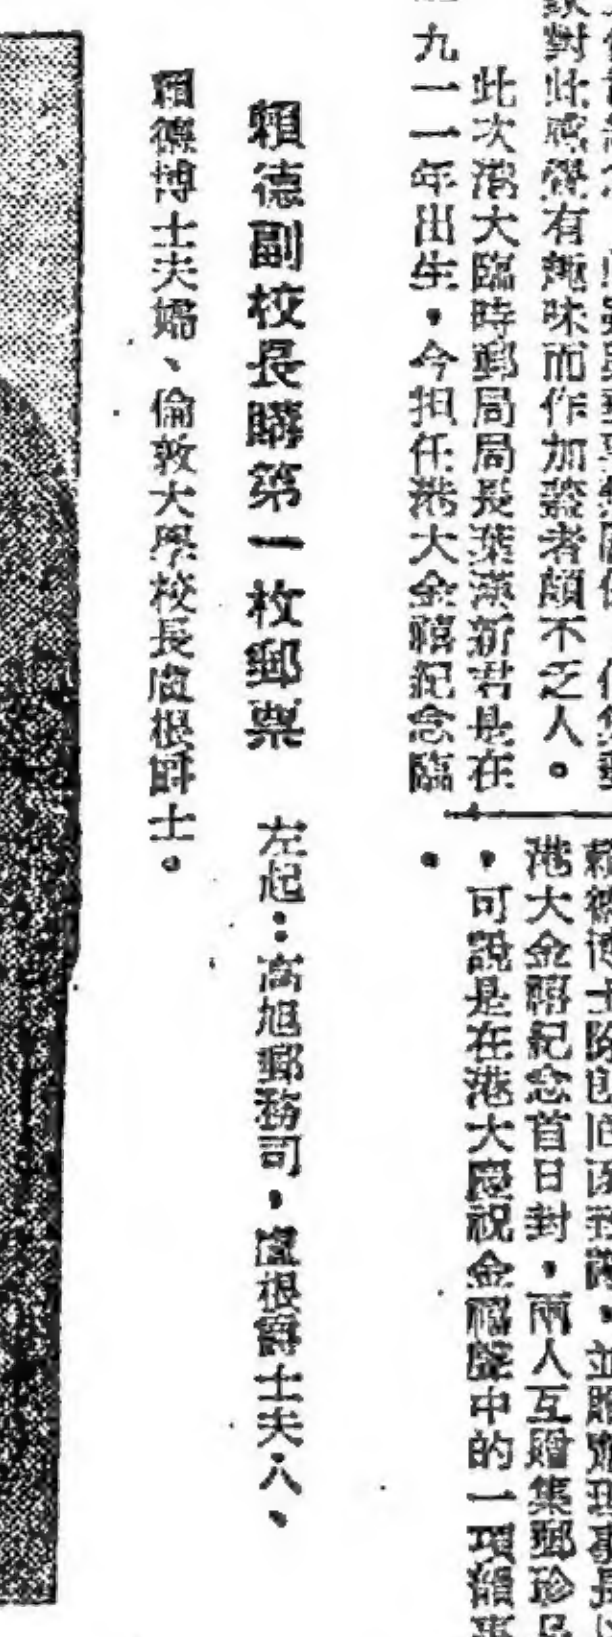 對此感覺有趣味而作加蓋者頗不乏人。
此次港大臨時郵局局長葉滿新君是在
九一一年出生，今担任港大金禧紀念臨
港大金禧紀念首日封，兩人互贈集郵珍品
，可說是在港大慶祝金禧聲中的一項韻事
。
賴德副校長購第一枚郵票　左起：高旭郵務司，盧根爵士夫人、
賴德博士夫婦、倫敦大學校長盧根爵士。